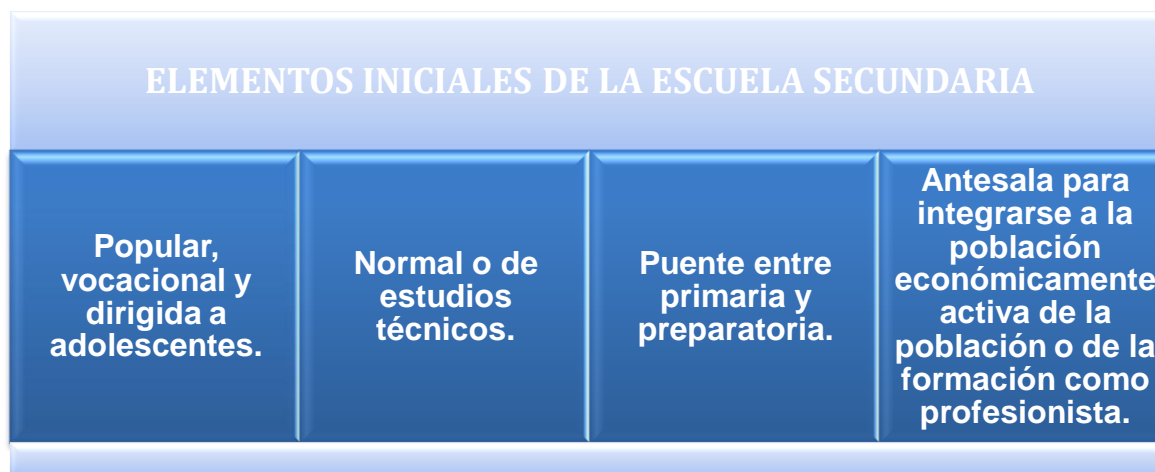 ELEMENTOS INICIALES DE LA ESCUELA SECUNDARIA
Popular,
vocacional y
dirigida a
adolescentes.
Normal o de
estudios
técnicos.
Puente entre
primaria y
preparatoria.
Antesala para
integrarse a la
población
económicamente
activa de la
población o de la
formación como
profesionista.